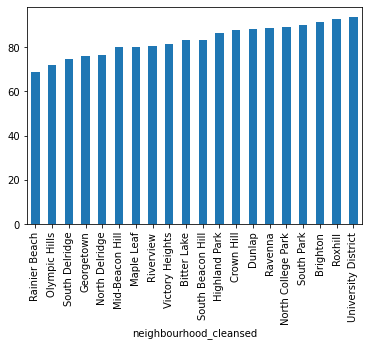 80
60
40
20
0
Rainier Beach
Olympic Hills
South Delridge
Georgetown
North Delridge
Mid-Beacon Hill
Maple Leaf
Riverview
Victory Heights
Bitter Lake
South Beacon Hill
Highland Park
Crown Hill
Dunlap
Ravenna
North College Park
South Park
Brighton
Roxhill
University District
neighbourhood_cleansed